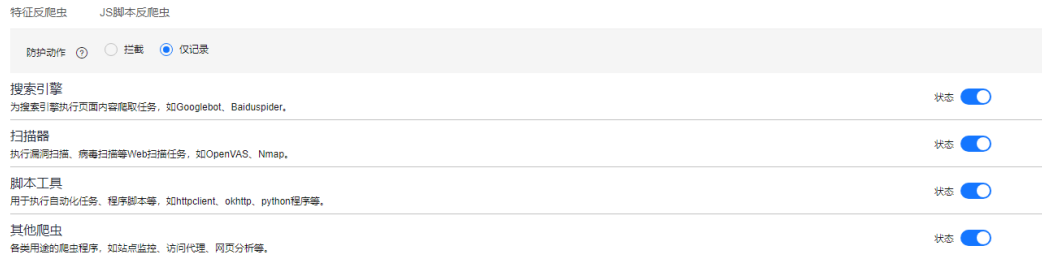 特征反爬虫 JS脚本反爬虫
防护动作 ? 拦截 仅记录
搜索引擎
为搜索引擎执行页面内容爬取任务，如Googlebot、Baiduspider。
状态
扫描器
执行漏洞扫描、病毒扫描等Web扫描任务，如OpenVAS、Nmap。
状态
脚本工具
用于执行自动化任务、程序脚本等，如httpclient、okhttp、python程序等。
状态
其他爬虫
各类用途的爬虫程序，如站点监控、访问代理、网页分析等。
状态